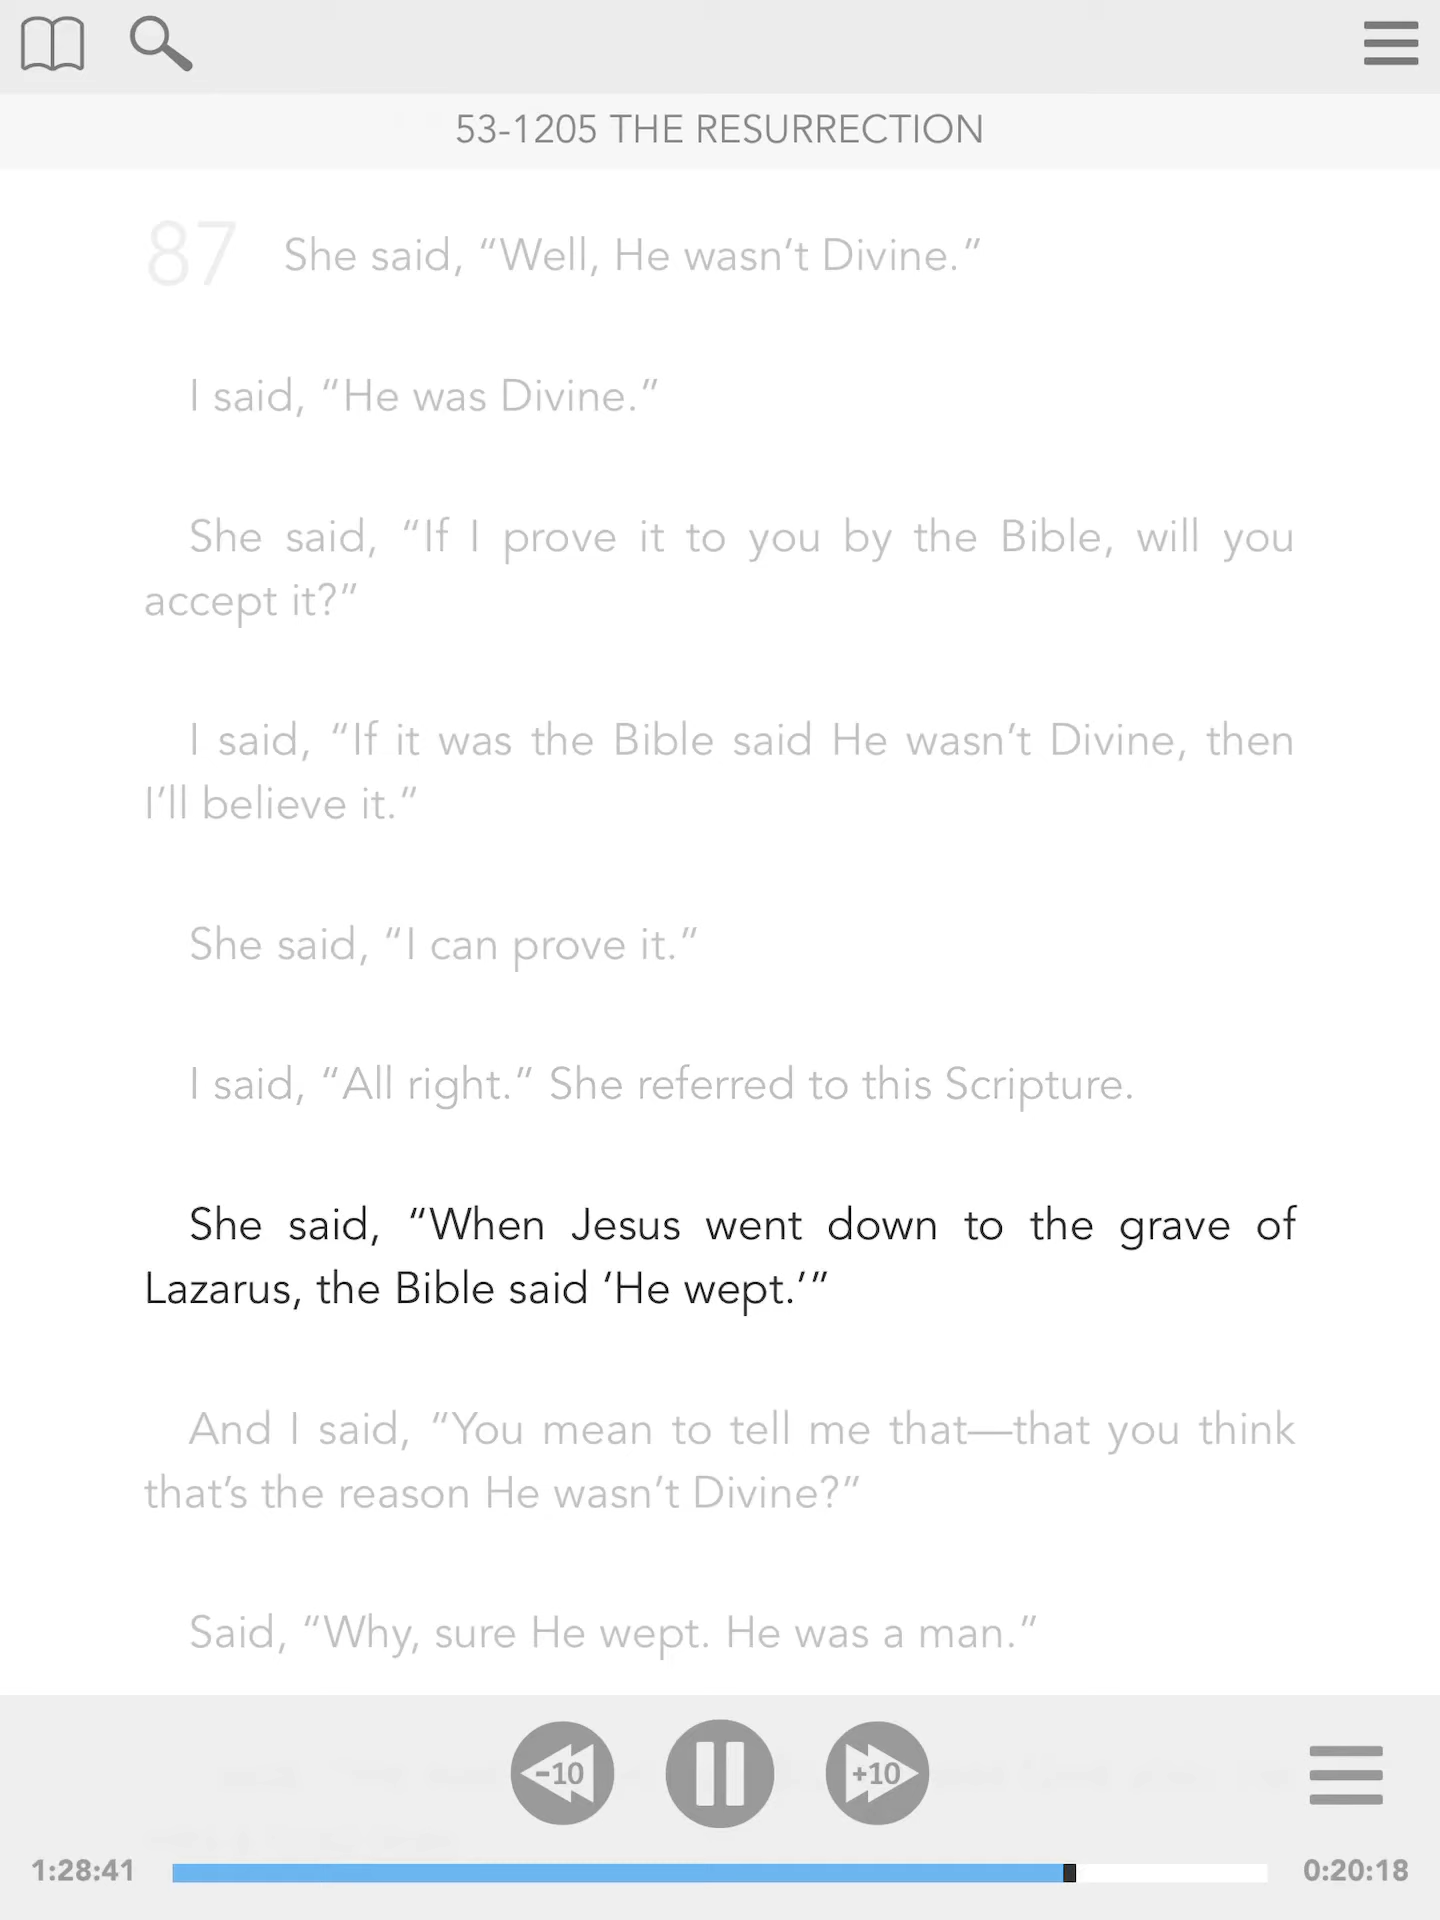 53-1205 THE RESURRECTION
87 She said, “Well, He wasn’t Divine.”
I said, “He was Divine.”
She said, “If I prove it to you by the Bible, will you
accept it?”
I said, “If it was the Bible said He wasn’t Divine, then
I’ll believe it.”
She said, “I can prove it.”
I said, “All right.” She referred to this Scripture.
She said, “When Jesus went down to the grave of
Lazarus, the Bible said ‘He wept.’”
And I said, “You mean to tell me that—that you think
that’s the reason He wasn’t Divine?”
Said, “Why, sure He wept. He was a man.”
-10 +10
1:28:41 0:20:18